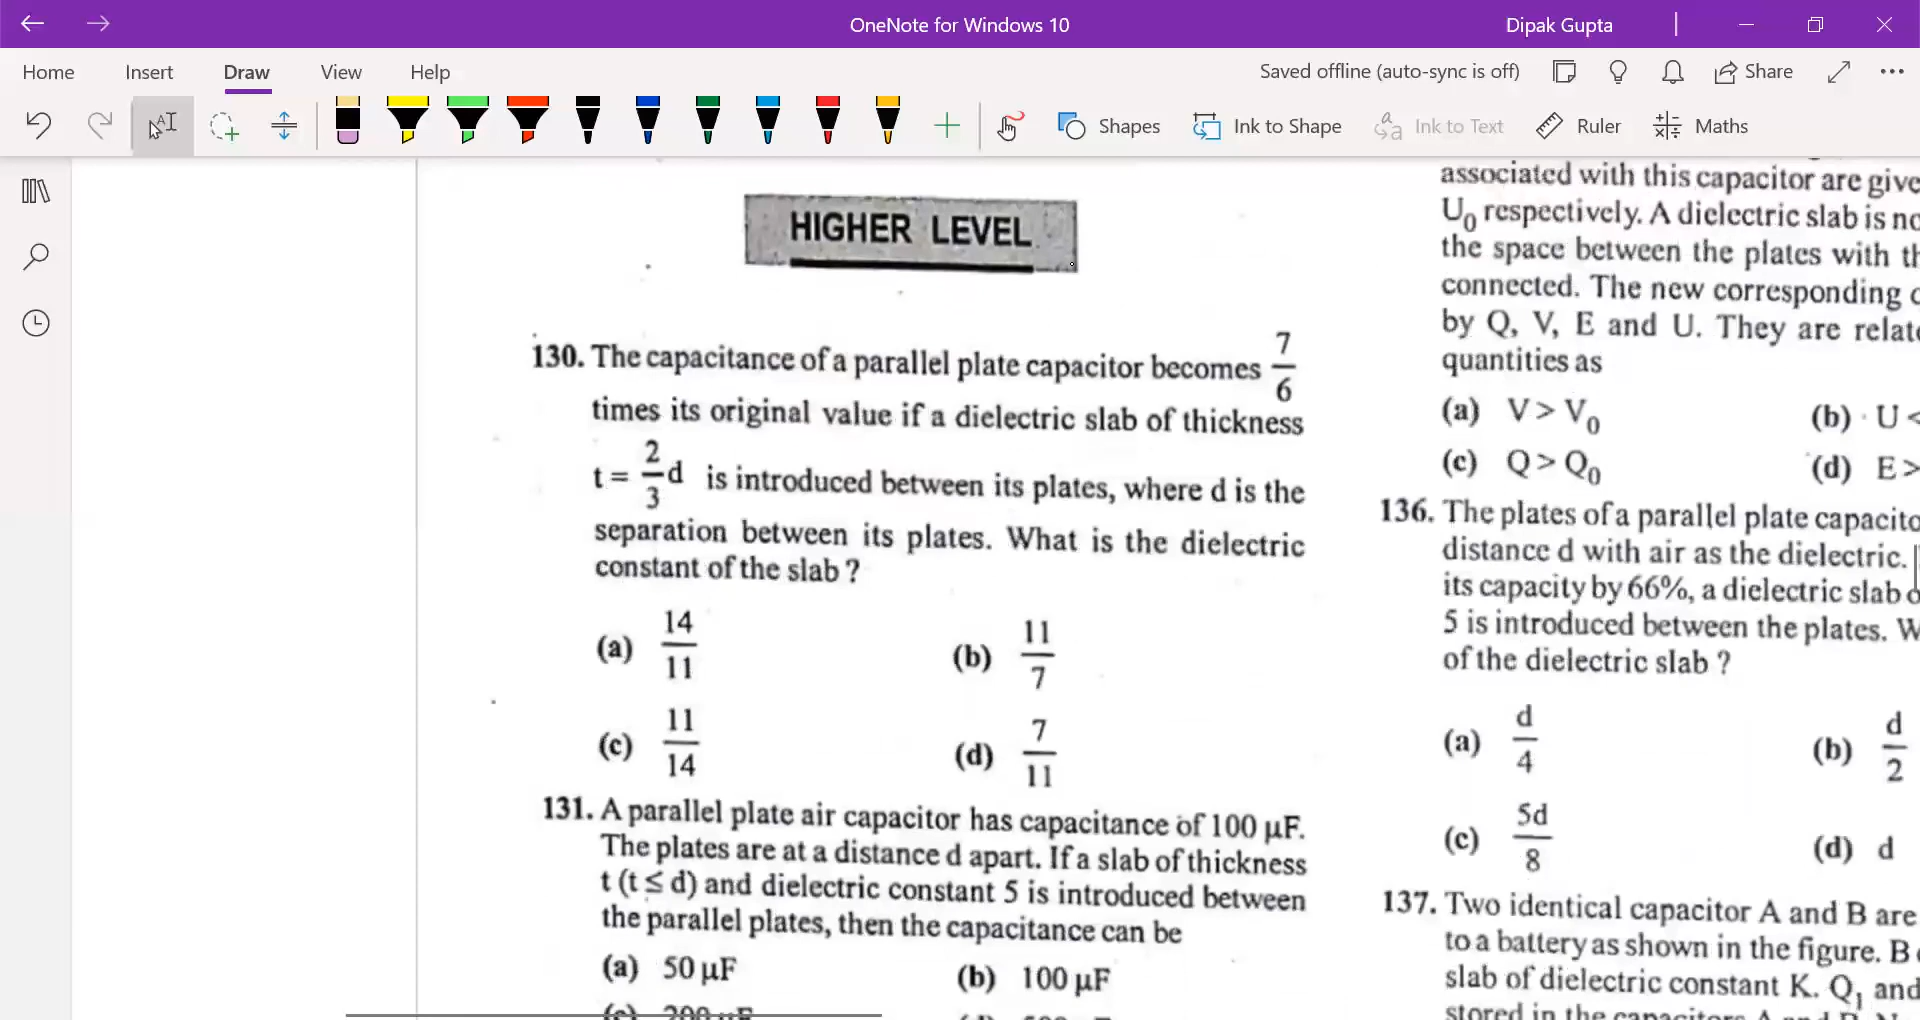 OneNote for Windows 10
Dipak Gupta
Home Insert Draw View Help
Saved offline (auto-sync is off)
Share
Shapes
Ink to Shape
Ink to Text
Ruler
Maths
HIGHER LEVEL
130. The capacitance of a parallel plate capacitor becomes 7/6
times its original value if a dielectric slab of thickness
t = 2/3 d is introduced between its plates, where d is the
separation between its plates. What is the dielectric
constant of the slab ?
(a) 14/11 (b) 11/7
(c) 11/14 (d) 7/11
131. A parallel plate air capacitor has capacitance of 100 μF.
The plates are at a distance d apart. If a slab of thickness
t (t ≤ d) and dielectric constant 5 is introduced between
the parallel plates, then the capacitance can be
(a) 50 μF (b) 100 μF
associated with this capacitor are give
U₀ respectively. A dielectric slab is
the space between the plates with
connected. The new corresponding
by Q, V, E and U. They are
quantities as
(a) V > V₀ (b) U <
(c) Q > Q₀ (d) E >
136. The plates of a parallel plate
distance d with air as the dielectric.
its capacity by 66%, a dielectric slab
5 is introduced between the plates.
of the dielectric slab ?
(a) d/4 (b) d/2
(c) 5d/8 (d) d
137. Two identical capacitor A and B are
to a battery as shown in the figure. B
slab of dielectric constant K. Q₁ and